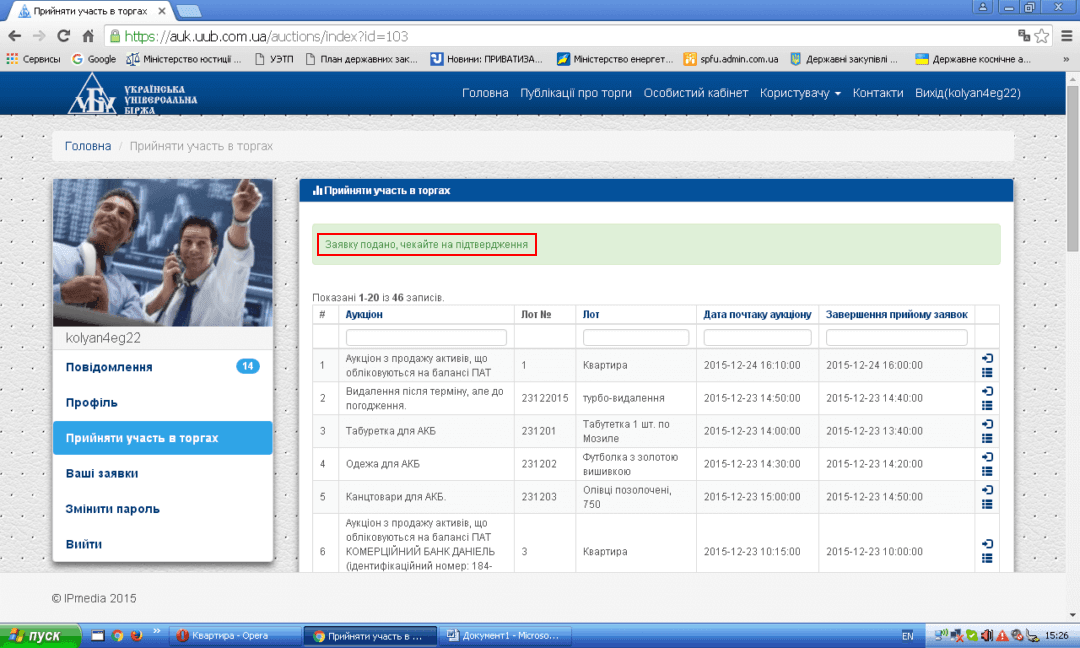 Прийняти участь в торгах
https://auk.uub.com.ua/auctions/index?id=103
Сервисы
Google
Міністерство юстиції ...
УЭТП
План державних зак...
Новини: ПРИВАТИЗА...
Міністерство енергет...
spfu.admin.com.ua
Державні закупівлі ...
Державне космічне а...
»
УБ
УКРАЇНСЬКА
УНІВЕРСАЛЬНА
БІРЖА
Головна Публікації про торги Особистий кабінет Користувачу Контакти Вихід(kolyan4eg22)
Головна / Прийняти участь в торгах
kolyan4eg22
Повідомлення 14
Профіль
Прийняти участь в торгах
Ваші заявки
Змінити пароль
Вийти
Прийняти участь в торгах
Заявку подано, чекайте на підтвердження
Показані 1-20 із 46 записів.
# Аукціон Лот № Лот Дата почтаку аукціону Завершення прийому заявок
1 Аукціон з продажу активів, що обліковуються на балансі ПАТ 1 Квартира 2015-12-24 16:10:00 2015-12-24 16:00:00
2 Видалення після терміну, але до погодження. 23122015 турбо-видалення 2015-12-23 14:50:00 2015-12-23 14:40:00
3 Табуретка для АКБ 231201 Табутетка 1 шт. по Мозиле 2015-12-23 14:00:00 2015-12-23 13:40:00
4 Одежа для АКБ 231202 Футболка з золотою вишивкою 2015-12-23 14:30:00 2015-12-23 14:20:00
5 Канцтовари для АКБ. 231203 Олівці позолочені, 750 2015-12-23 15:00:00 2015-12-23 14:50:00
6 Аукціон з продажу активів, що обліковуються на балансі ПАТ КОМЕРЦІЙНИЙ БАНК ДАНІЕЛЬ (ідентифікаційний номер: 184- 3 Квартира 2015-12-23 10:15:00 2015-12-23 10:00:00
© IPmedia 2015
пуск
»
Квартира - Opera
Прийняти участь в ...
Документ1 - Microso...
EN
15:26